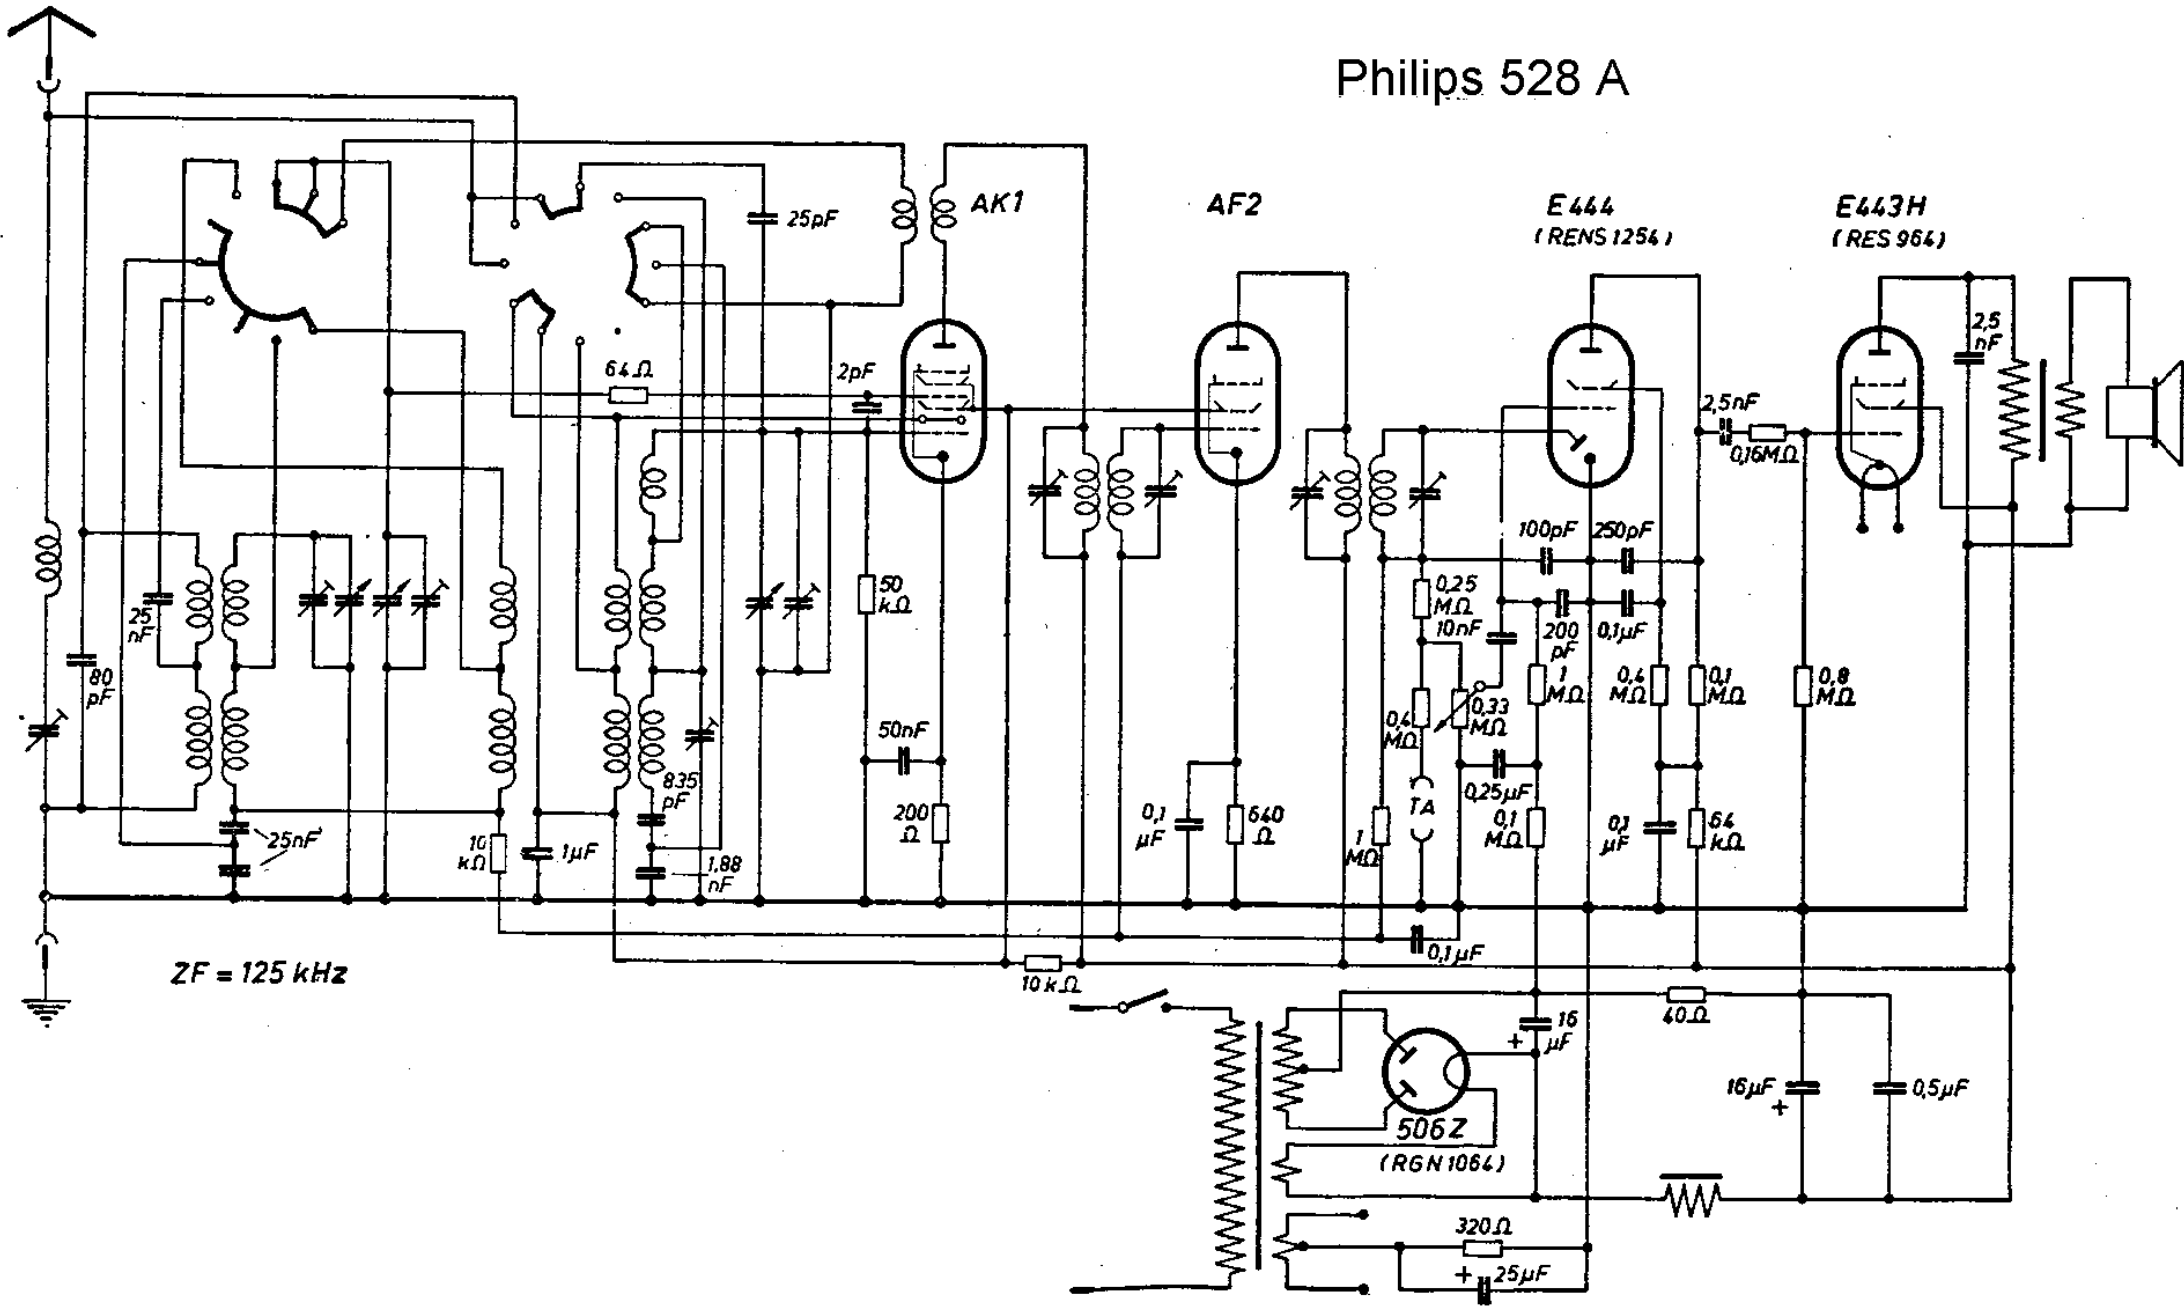 Philips 528 A
AK1
AF2
E444
(RENS 1254)
E443H
(RES 964)
25pF
2,5
nF
64Ω
2pF
2,5nF
0,16MΩ
100pF
250pF
25
nF
50
kΩ
0,25
MΩ
10nF
200
pF
0,1µF
80
pF
1
MΩ
0,4
MΩ
0,1
MΩ
0,8
MΩ
0,4
MΩ
0,33
MΩ
50nF
835
pF
0,25µF
200
Ω
0,1
µF
640
Ω
TA
1
MΩ
0,1
MΩ
0,1
µF
64
kΩ
25nF
10
kΩ
1µF
1,88
nF
0,1µF
ZF = 125 kHz
10kΩ
40Ω
+
16
µF
16µF
+
0,5µF
506Z
(RGN 1064)
320Ω
+
25µF